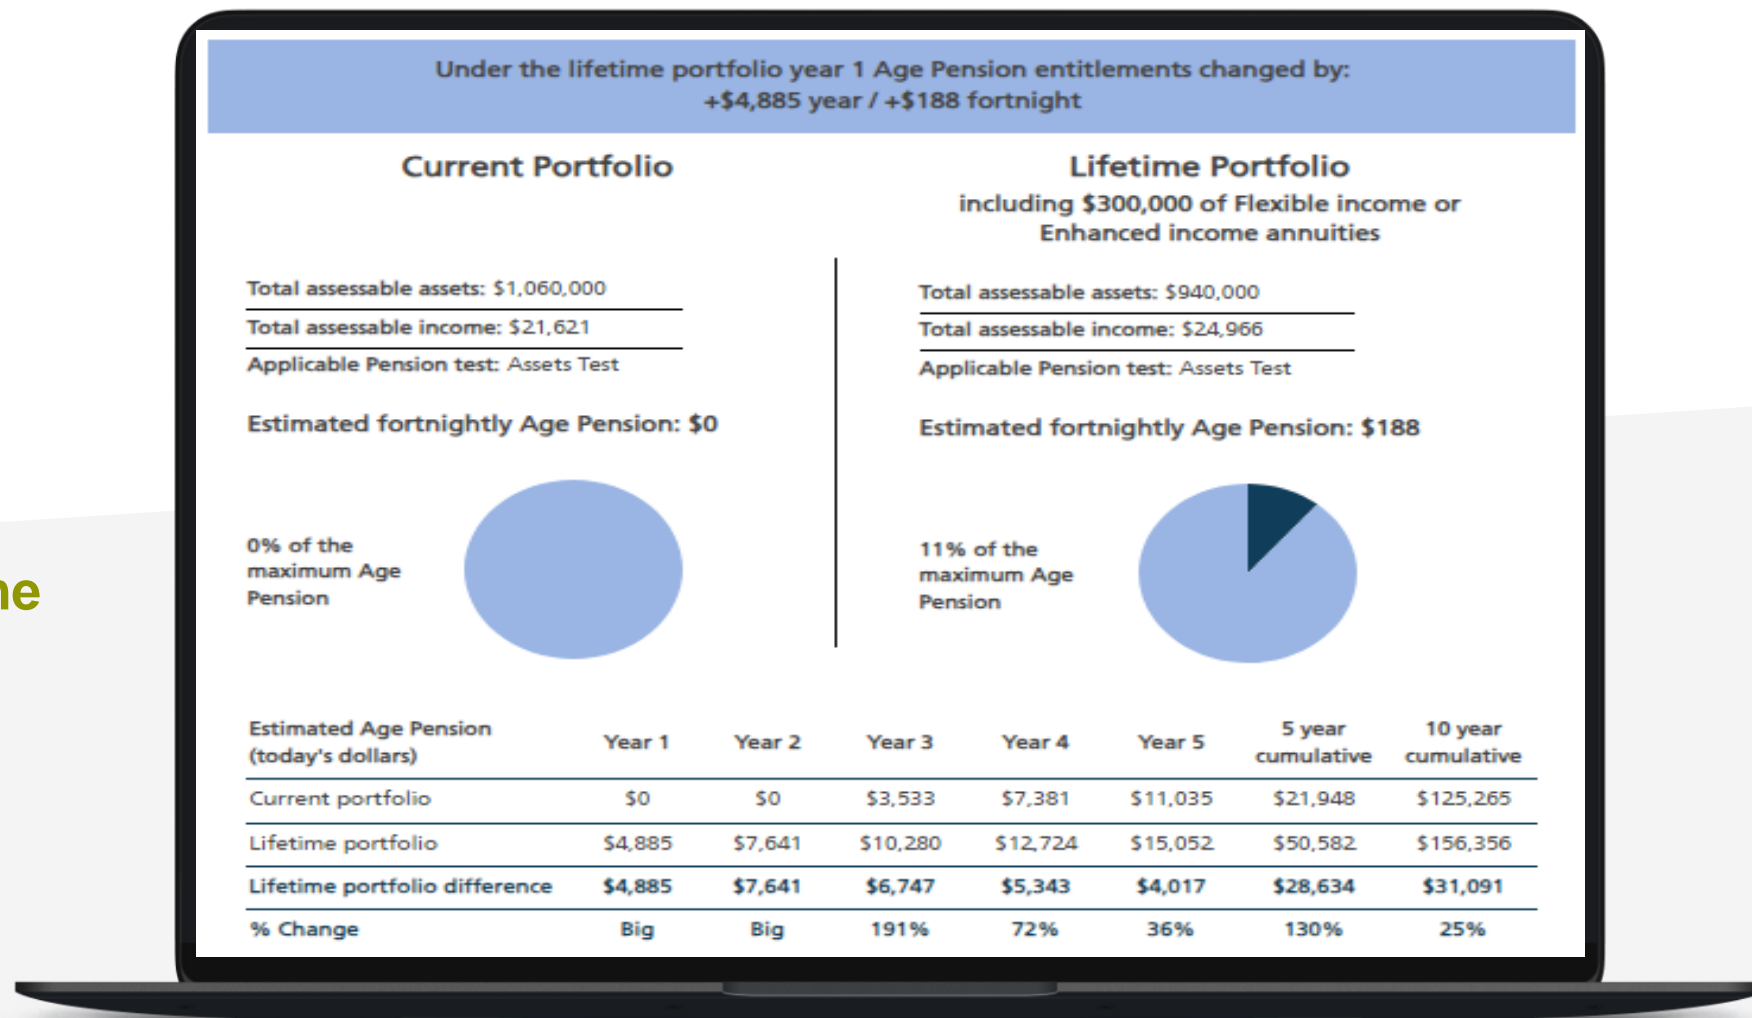 Under the lifetime portfolio year 1 Age Pension entitlements changed by:
+$4,885 year / +$188 fortnight
Current Portfolio
Total assessable assets: $1,060,000
Total assessable income: $21,621
Applicable Pension test: Assets Test
Estimated fortnightly Age Pension: $0
0% of the
maximum Age
Pension
Lifetime Portfolio
including $300,000 of Flexible income or
Enhanced income annuities
Total assessable assets: $940,000
Total assessable income: $24,966
Applicable Pension test: Assets Test
Estimated fortnightly Age Pension: $188
11% of the
maximum Age
Pension
Estimated Age Pension
(today's dollars) Year 1 Year 2 Year 3 Year 4 Year 5 5 year cumulative 10 year cumulative
Current portfolio $0 $0 $3,533 $7,381 $11,035 $21,948 $125,265
Lifetime portfolio $4,885 $7,641 $10,280 $12,724 $15,052 $50,582 $156,356
Lifetime portfolio difference $4,885 $7,641 $6,747 $5,343 $4,017 $28,634 $31,091
% Change Big Big 191% 72% 36% 130% 25%